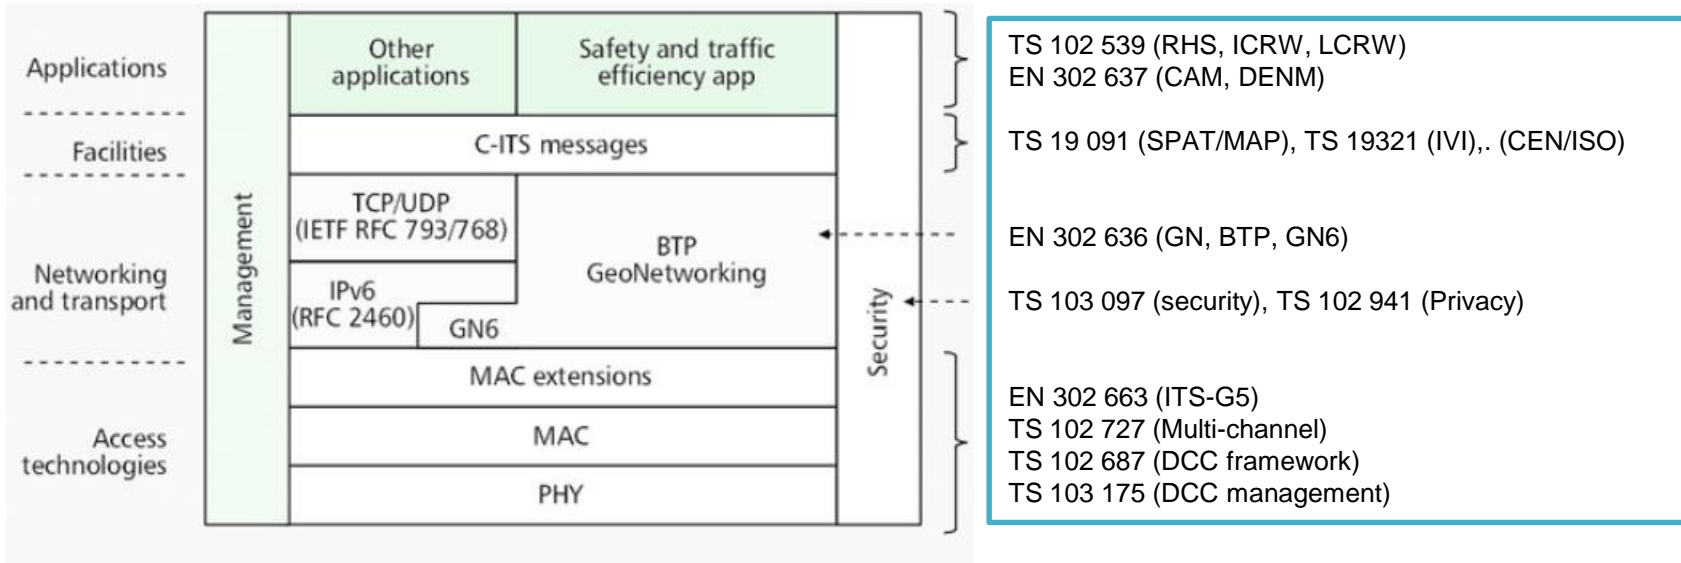 Applications
Facilities
Networking
and transport
Access
technologies
Management
Other
applications
Safety and traffic
efficiency app
C-ITS messages
TCP/UDP
(IETF RFC 793/768)
IPv6
(RFC 2460)
GN6
BTP
GeoNetworking
MAC extensions
MAC
PHY
Security
TS 102 539 (RHS, ICRW, LCRW)
EN 302 637 (CAM, DENM)
TS 19 091 (SPAT/MAP), TS 19321 (IVI),. (CEN/ISO)
EN 302 636 (GN, BTP, GN6)
TS 103 097 (security), TS 102 941 (Privacy)
EN 302 663 (ITS-G5)
TS 102 727 (Multi-channel)
TS 102 687 (DCC framework)
TS 103 175 (DCC management)